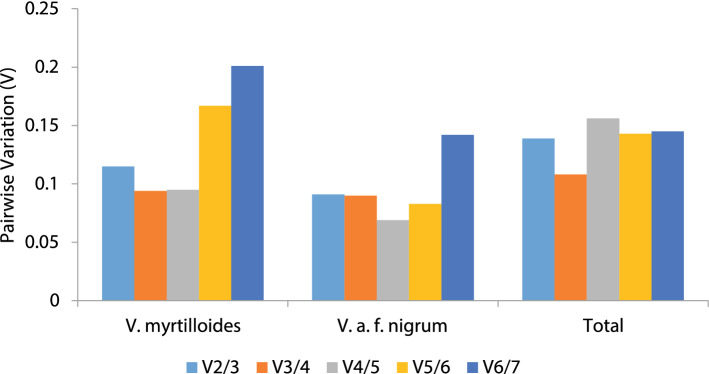 Pairwise Variation (V)
0.25
0.2
0.15
0.1
0.05
0
V. myrtilloides V. a. f. nigrum Total
V2/3 V3/4 V4/5 V5/6 V6/7